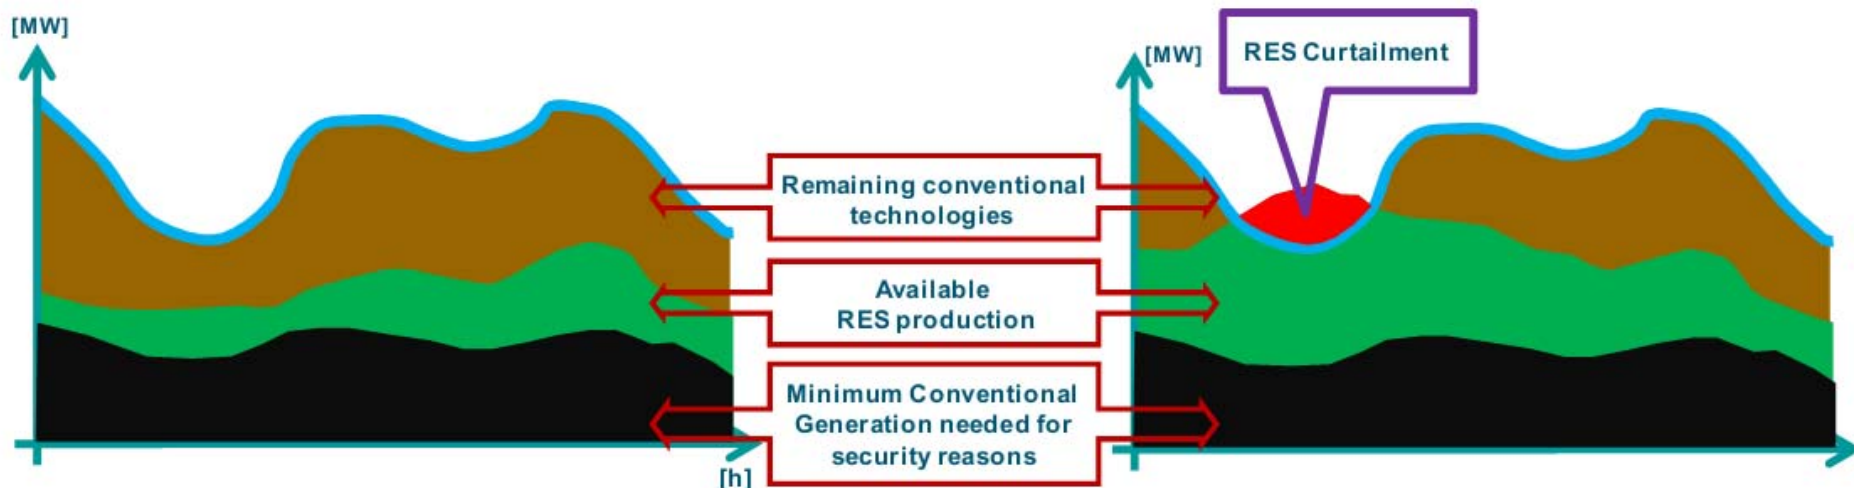 [MW]
[MW]
RES Curtailment
Remaining conventional
technologies
Available
RES production
Minimum Conventional
Generation needed for
security reasons
[h]